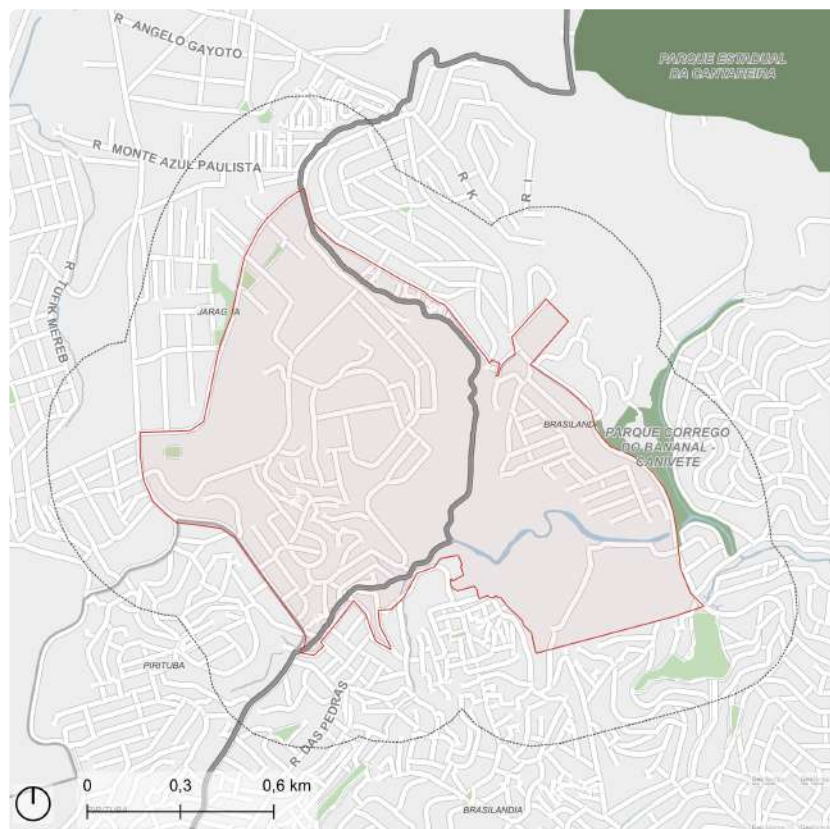 R ANGELO GAYOTO
PARQUE ESTADUAL
DA CANTAREIRA
R MONTE AZUL PAULISTA
R K
R I
R TUFIK MEREB
JARAGUA
BRASILANDIA
PARQUE CORREGO
DO BANANAL -
CANIVETE
PIRITUBA
R DAS PEDRAS
0 0,3 0,6 km
PIRITUBA
BRASILANDIA